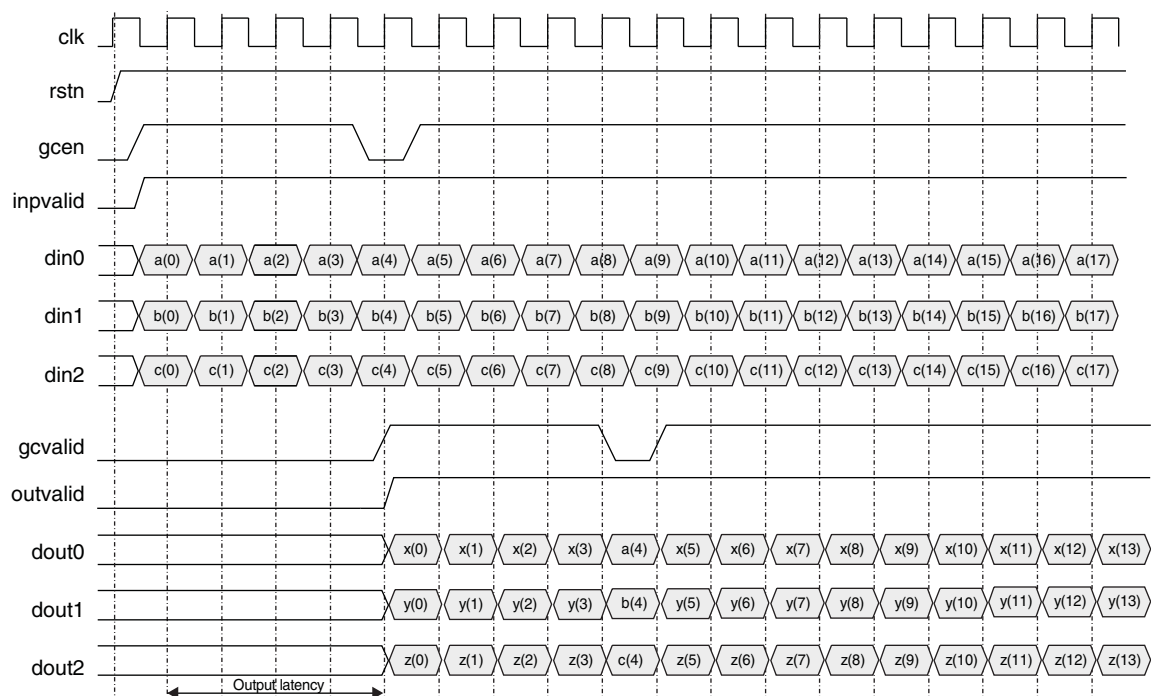 clk
rstn
gcen
inpvalid
din0 a(0) a(1) a(2) a(3) a(4) a(5) a(6) a(7) a(8) a(9) a(10) a(11) a(12) a(13) a(14) a(15) a(16) a(17)
din1 b(0) b(1) b(2) b(3) b(4) b(5) b(6) b(7) b(8) b(9) b(10) b(11) b(12) b(13) b(14) b(15) b(16) b(17)
din2 c(0) c(1) c(2) c(3) c(4) c(5) c(6) c(7) c(8) c(9) c(10) c(11) c(12) c(13) c(14) c(15) c(16) c(17)
gcvalid
outvalid
dout0 x(0) x(1) x(2) x(3) a(4) x(5) x(6) x(7) x(8) x(9) x(10) x(11) x(12) x(13)
dout1 y(0) y(1) y(2) y(3) b(4) y(5) y(6) y(7) y(8) y(9) y(10) y(11) y(12) y(13)
dout2 z(0) z(1) z(2) z(3) c(4) z(5) z(6) z(7) z(8) z(9) z(10) z(11) z(12) z(13)
Output latency